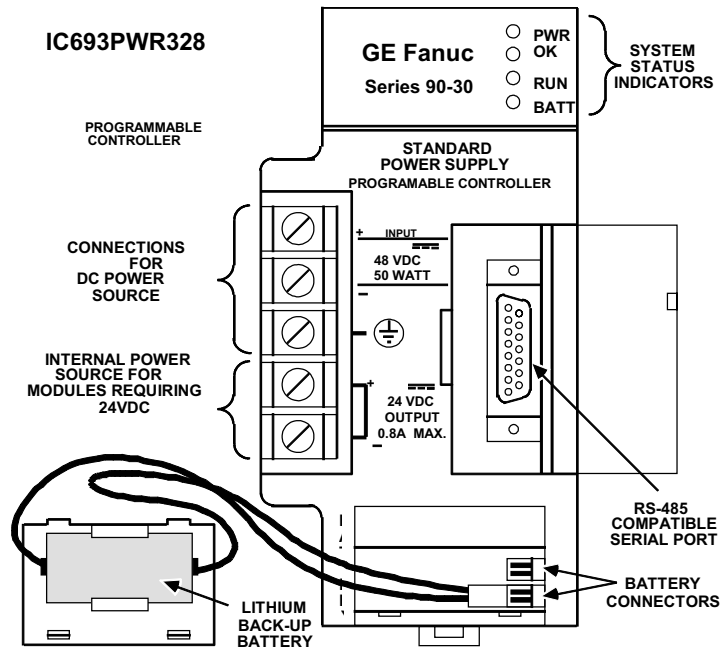 IC693PWR328
GE Fanuc
Series 90-30
PWR
OK
RUN
BATT
SYSTEM
STATUS
INDICATORS
PROGRAMMABLE
CONTROLLER
STANDARD
POWER SUPPLY
PROGRAMABLE CONTROLLER
CONNECTIONS
FOR
DC POWER
SOURCE
+ INPUT
48 VDC
50 WATT
–
INTERNAL POWER
SOURCE FOR
MODULES REQUIRING
24VDC
+
24 VDC
OUTPUT
0.8A MAX.
–
RS-485
COMPATIBLE
SERIAL PORT
LITHIUM
BACK-UP
BATTERY
BATTERY
CONNECTORS